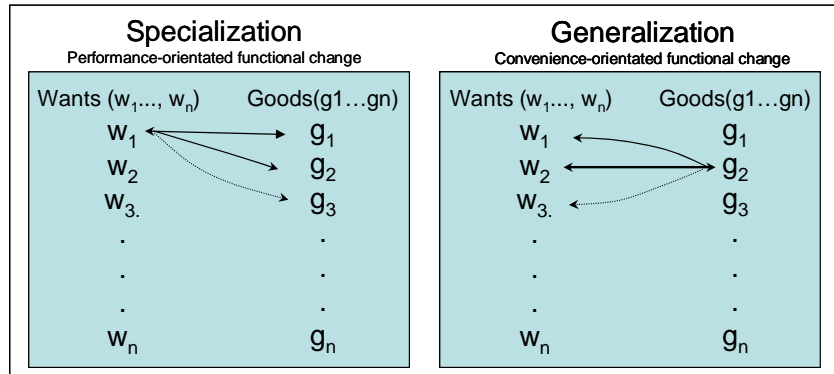 Specialization
Performance-orientated functional change
Wants (w1..., wn) Goods(g1…gn)
w1 g1
w2 g2
w3. g3
. .
. .
. .
wn gn
Generalization
Convenience-orientated functional change
Wants (w1..., wn) Goods(g1…gn)
w1 g1
w2 g2
w3. g3
. .
. .
. .
wn gn